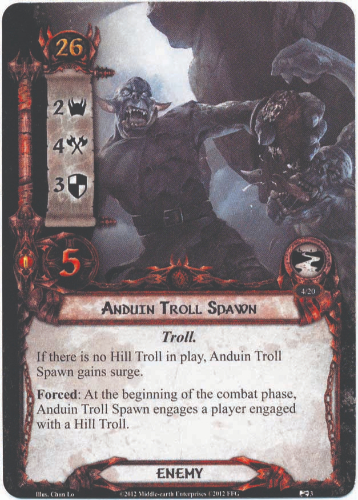 26
2
4
3
5
4/20
Anduin Troll Spawn
Troll.
If there is no Hill Troll in play, Anduin Troll
Spawn gains surge.
Forced: At the beginning of the combat phase,
Anduin Troll Spawn engages a player engaged
with a Hill Troll.
ENEMY
Illus. Chan Lo ©2012 Middle-earth Enterprises ©2012 FFG 3